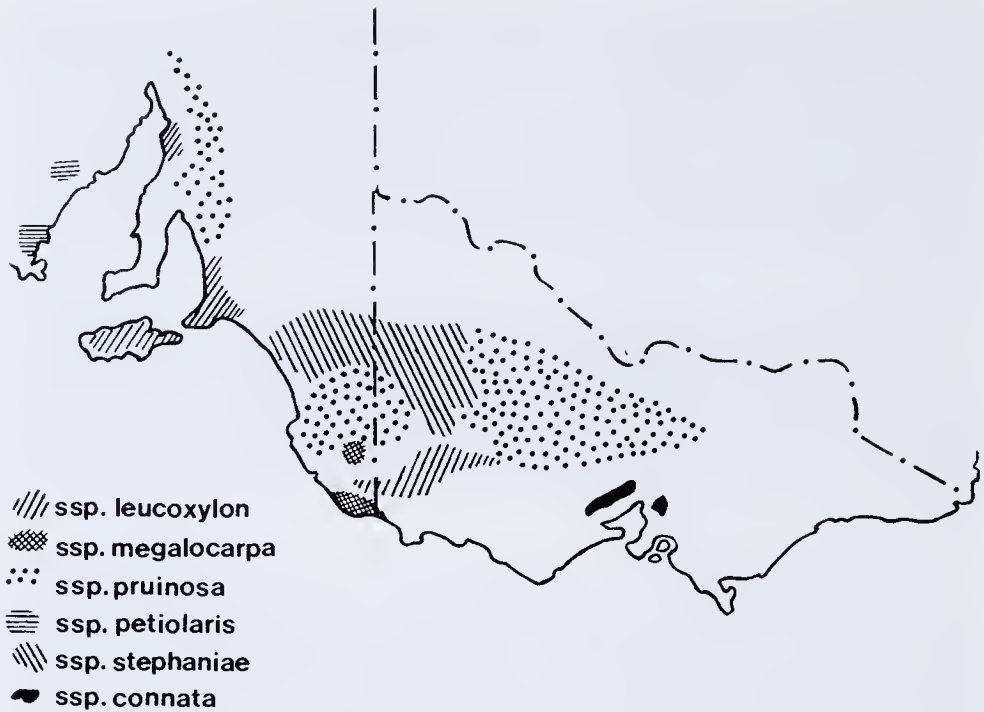 ssp. leucoxylon
ssp. megalocarpa
ssp. pruinosa
ssp. petiolaris
ssp. stephaniae
ssp. connata